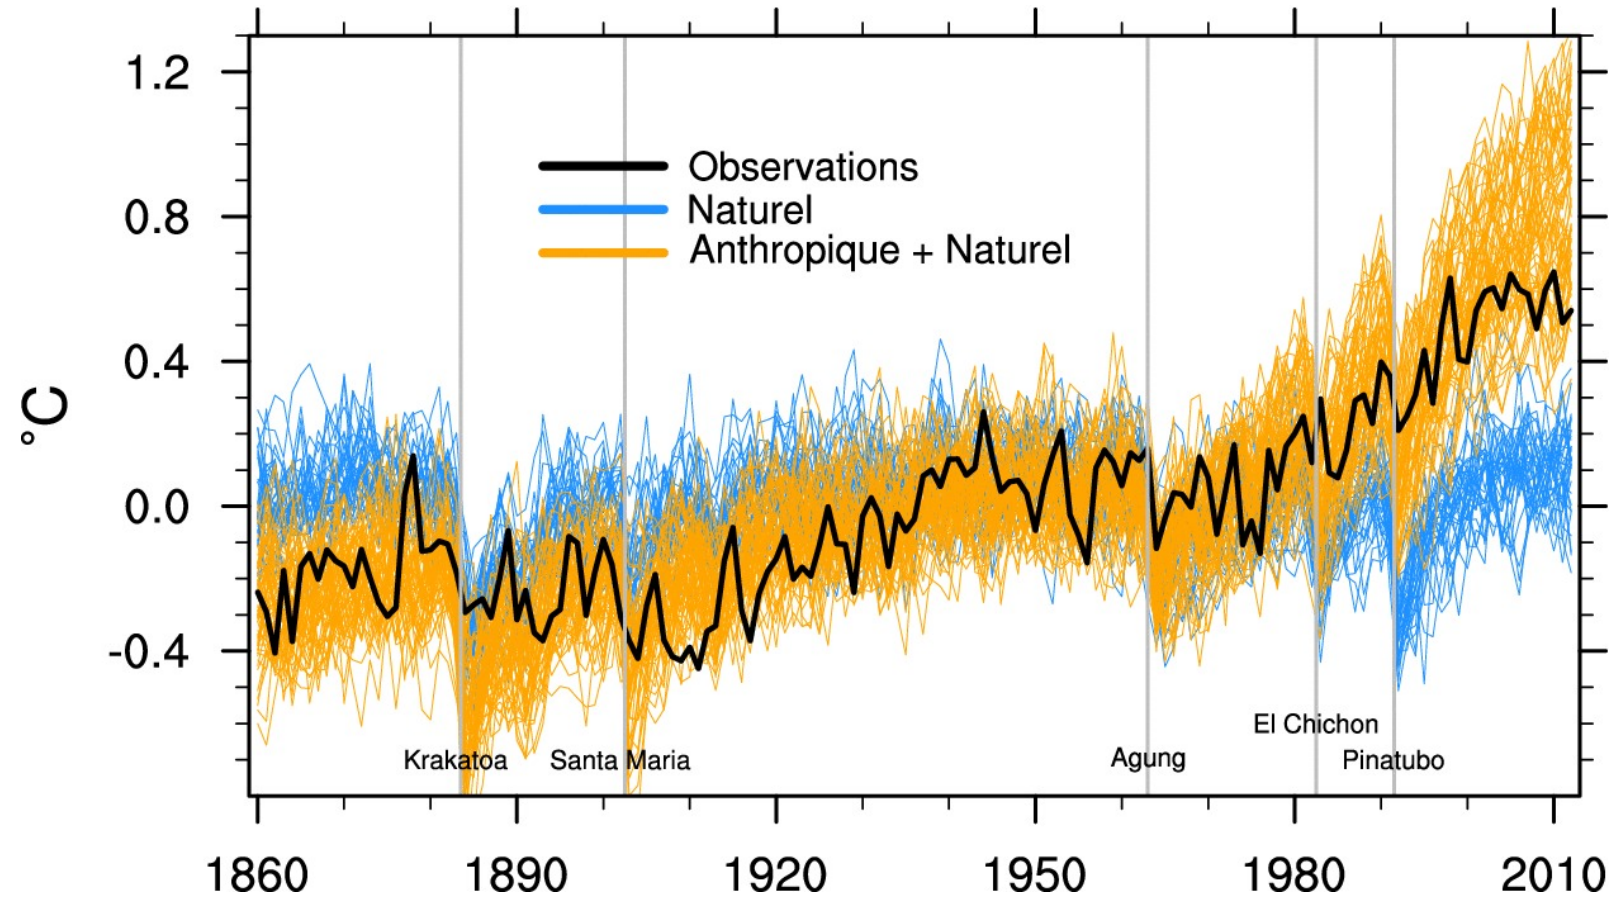 1.2
0.8
0.4
0.0
-0.4
°C
Observations
Naturel
Anthropique + Naturel
El Chichon
Krakatoa
Santa Maria
Agung
Pinatubo
1860
1890
1920
1950
1980
2010